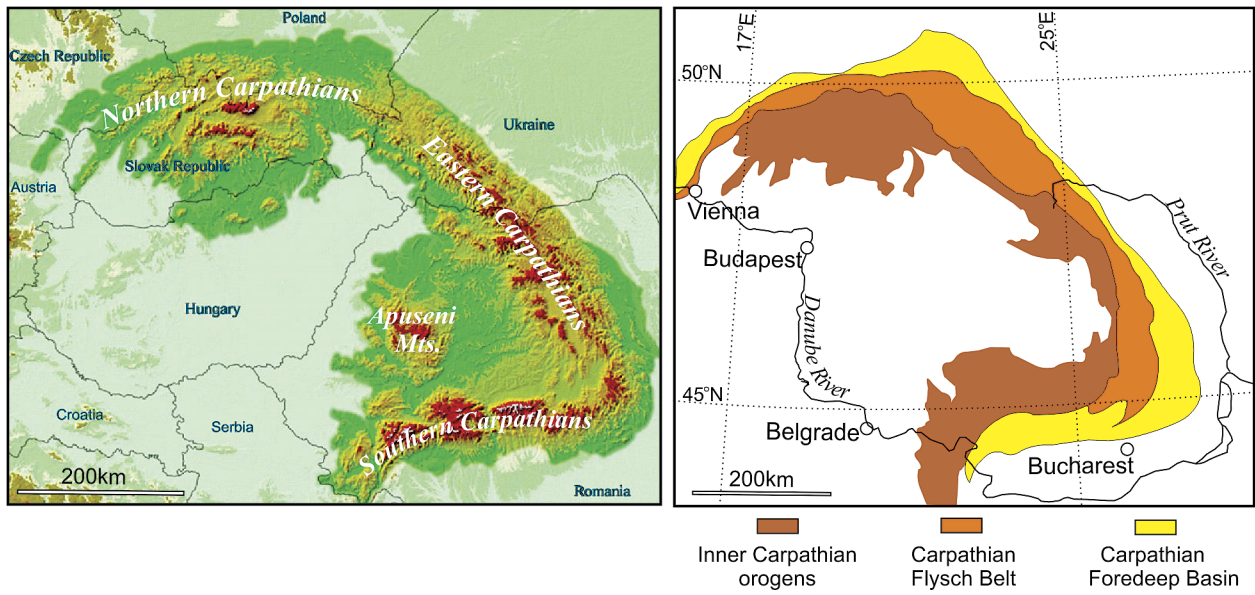 Poland
Czech Republic
Northern Carpathians
Ukraine
Slovak Republic
Austria
Eastern Carpathians
Hungary
Apuseni
Mts.
Croatia
Serbia
Southern Carpathians
200km
Romania
17°E
25°E
50°N
Vienna
Prut River
Budapest
Danube River
45°N
Belgrade
Bucharest
200km
Inner Carpathian
orogens
Carpathian
Flysch Belt
Carpathian
Foredeep Basin